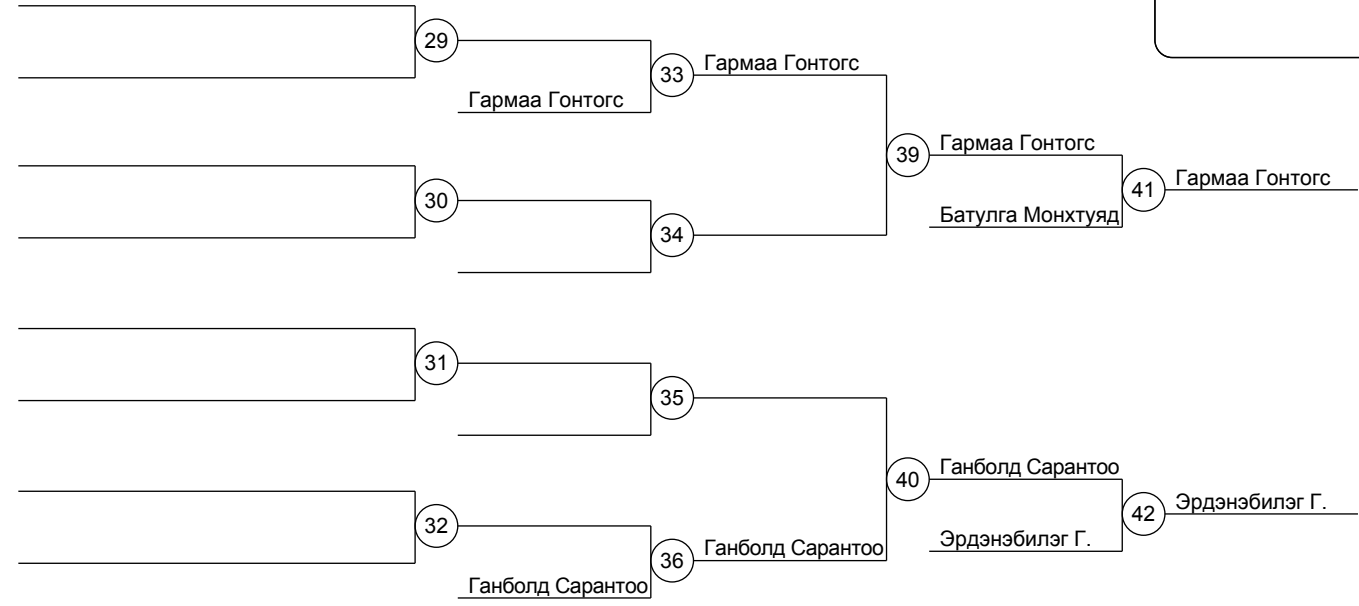 29
Гармаа Гонтогс
33
Гармаа Гонтогс
30
34
39
Гармаа Гонтогс
Батулга Монхтуяд
41
Гармаа Гонтогс
31
35
32
Ганболд Сарантоо
36
Ганболд Сарантоо
40
Ганболд Сарантоо
Эрдэнэбилэг Г.
42
Эрдэнэбилэг Г.